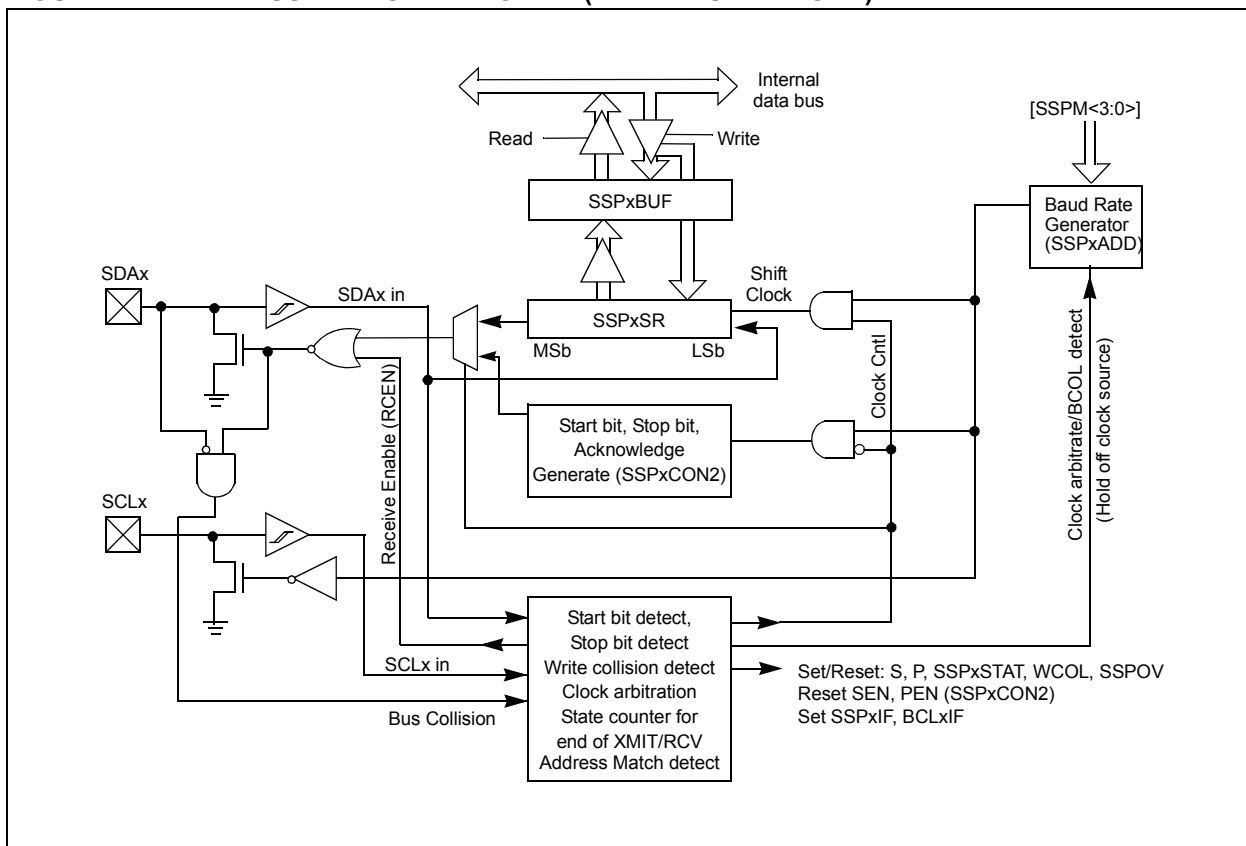 Internal
data bus
[SSPM<3:0>]
Read
Write
SSPxBUF
Baud Rate
Generator
(SSPxADD)
SDAx
SDAx in
Shift
Clock
SSPxSR
MSb
LSb
Start bit, Stop bit,
Acknowledge
Generate (SSPxCON2)
Clock Cntl
Clock arbitrate/BCOL detect
(Hold off clock source)
Receive Enable (RCEN)
SCLx
SCLx in
Bus Collision
Start bit detect,
Stop bit detect
Write collision detect
Clock arbitration
State counter for
end of XMIT/RCV
Address Match detect
Set/Reset: S, P, SSPxSTAT, WCOL, SSPOV
Reset SEN, PEN (SSPxCON2)
Set SSPxIF, BCLxIF